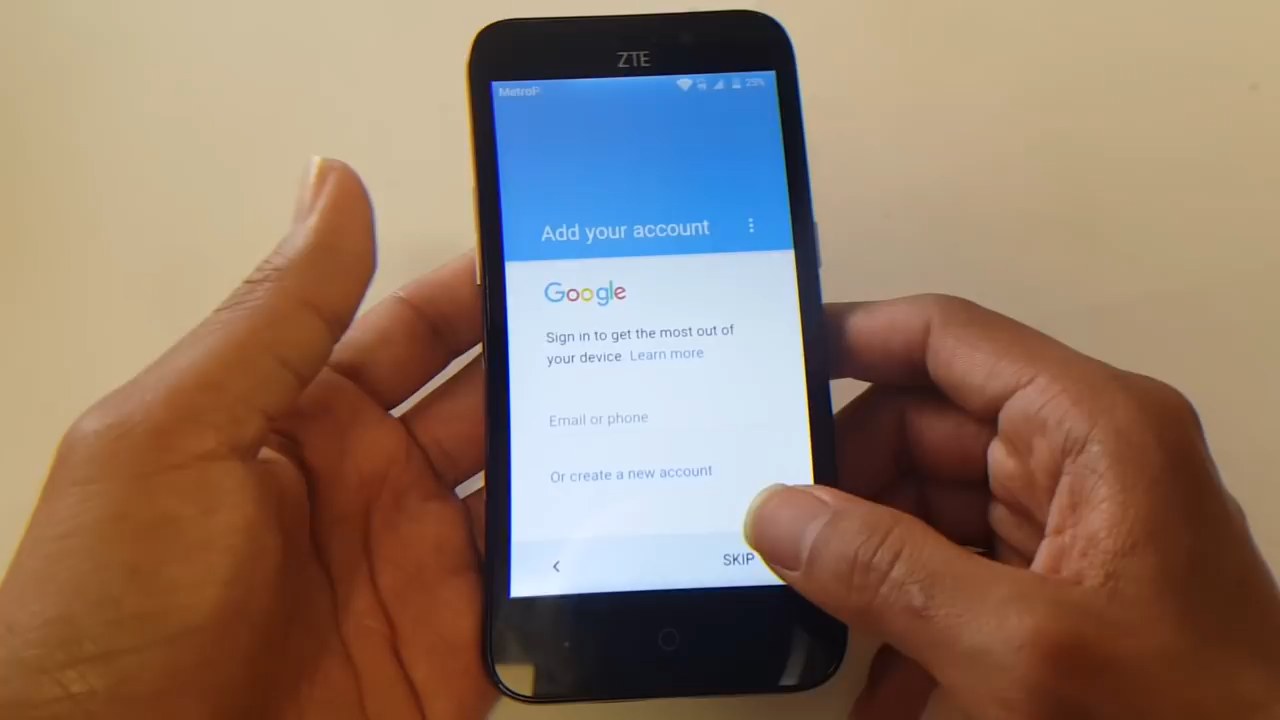 ZTE
MetroP
25%
Add your account
Google
Sign in to get the most out of
your device. Learn more
Email or phone
Or create a new account
< SKIP